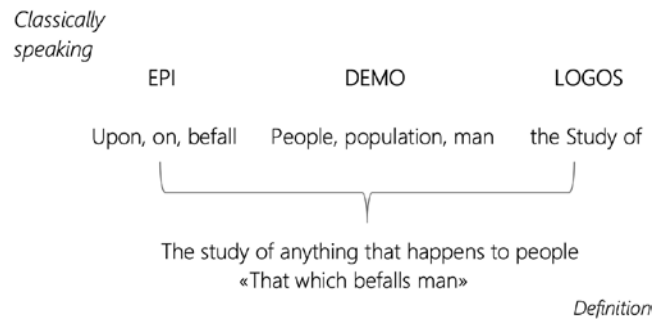 Classically
speaking
EPI DEMO LOGOS
Upon, on, befall People, population, man the Study of
The study of anything that happens to people
«That which befalls man»
Definition